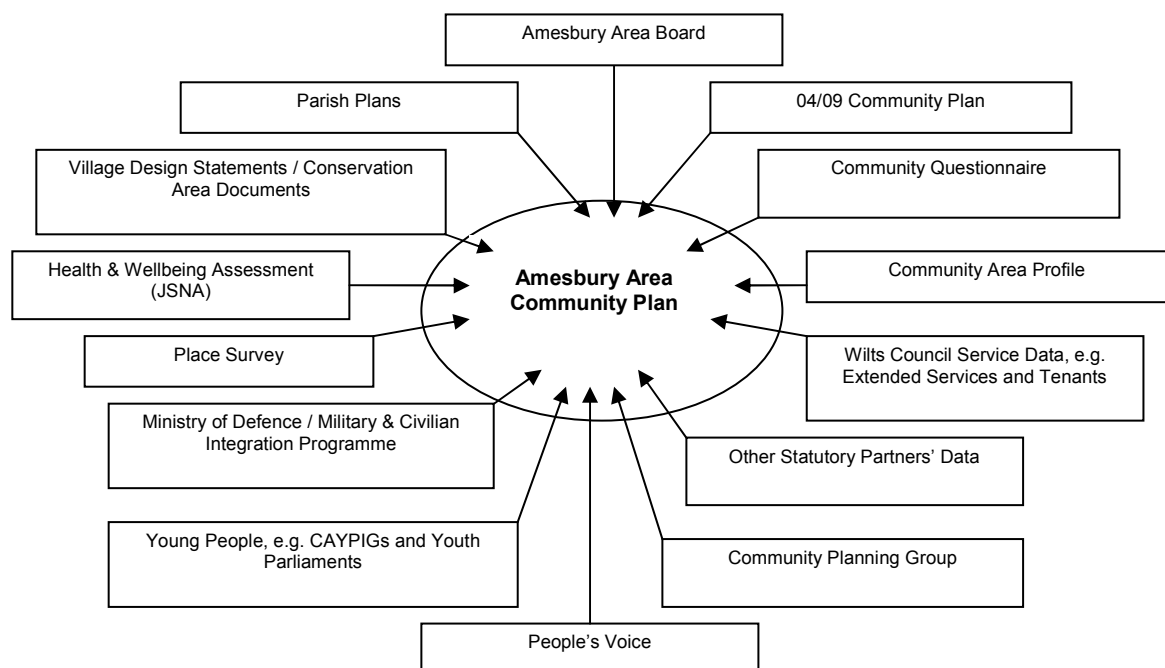 Amesbury Area Board
Parish Plans
04/09 Community Plan
Village Design Statements / Conservation
Area Documents
Community Questionnaire
Health & Wellbeing Assessment
(JSNA)
Amesbury Area
Community Plan
Community Area Profile
Place Survey
Wilts Council Service Data, e.g.
Extended Services and Tenants
Ministry of Defence / Military & Civilian
Integration Programme
Other Statutory Partners’ Data
Young People, e.g. CAYPIGs and Youth
Parliaments
Community Planning Group
People’s Voice